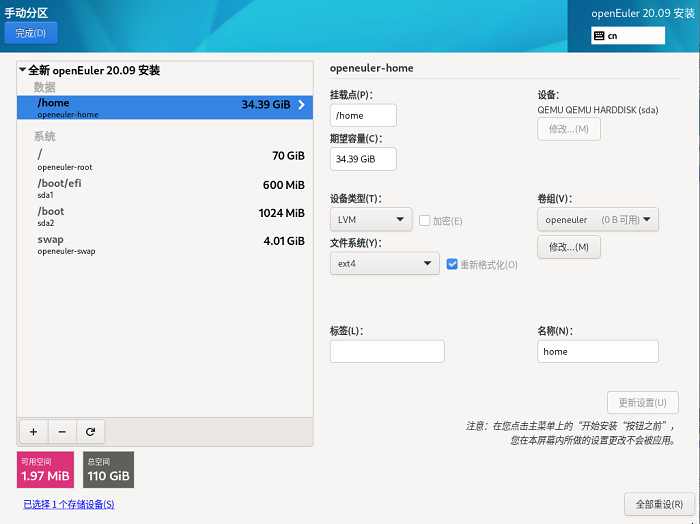 手动分区
完成(D)
openEuler 20.09 安装
cn
全新 openEuler 20.09 安装
数据
/home
34.39 GiB
openeuler-home
系统
/
70 GiB
openeuler-root
/boot/efi
600 MiB
sda1
/boot
1024 MiB
sda2
swap
4.01 GiB
openeuler-swap
+ −
可用空间
1.97 MiB
总空间
110 GiB
已选择 1 个存储设备(S)
openeuler-home
挂载点(P)：
/home
期望容量(C)：
34.39 GiB
设备：
QEMU QEMU HARDDISK (sda)
修改...(M)
设备类型(T)：
LVM
加密(E)
文件系统(Y)：
ext4
重新格式化(O)
卷组(V)：
openeuler (0 B 可用)
修改...(M)
标签(L)：
名称(N)：
home
更新设置(U)
注意：在您点击主菜单上的“开始安装“按钮之前”，
您在本屏幕内所做的设置更改不会被应用。
全部重设(R)